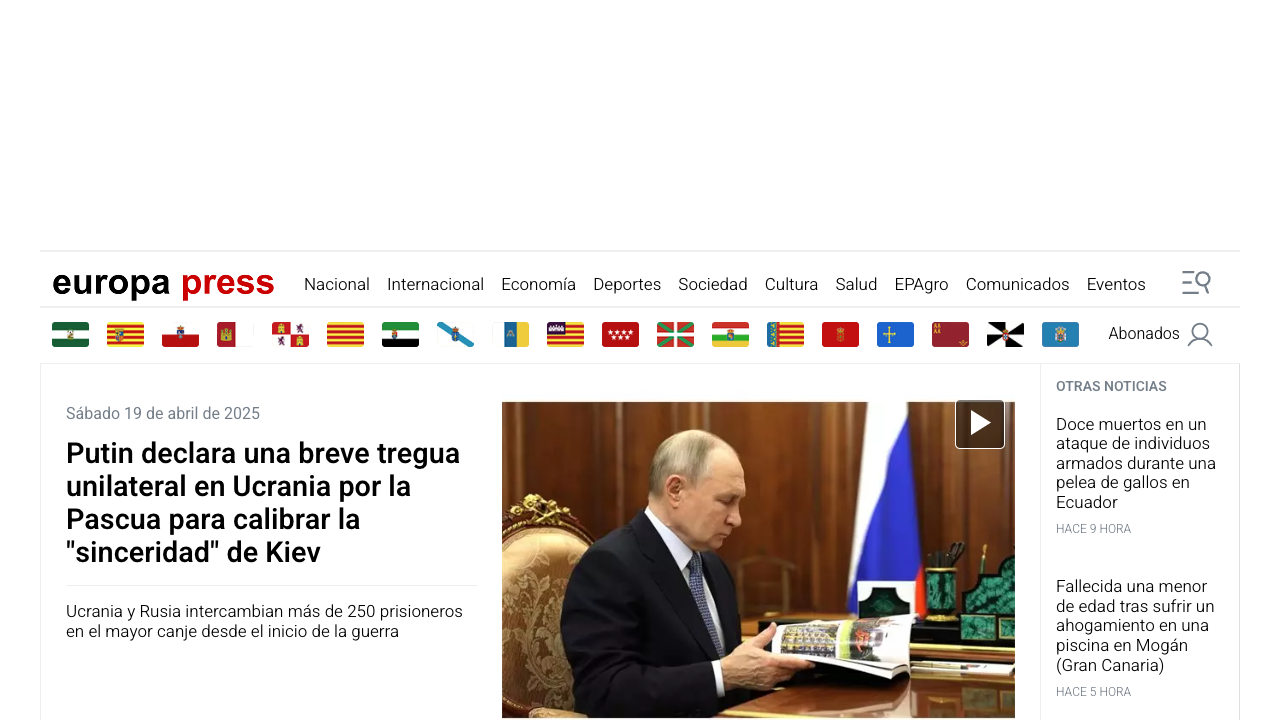 europa press
Nacional Internacional Economía Deportes Sociedad Cultura Salud EPAgro Comunicados Eventos
Abonados
Sábado 19 de abril de 2025
Putin declara una breve tregua
unilateral en Ucrania por la
Pascua para calibrar la
"sinceridad" de Kiev
Ucrania y Rusia intercambian más de 250 prisioneros
en el mayor canje desde el inicio de la guerra
OTRAS NOTICIAS
Doce muertos en un
ataque de individuos
armados durante una
pelea de gallos en
Ecuador
HACE 9 HORA
Fallecida una menor
de edad tras sufrir un
ahogamiento en una
piscina en Mogán
(Gran Canaria)
HACE 5 HORA